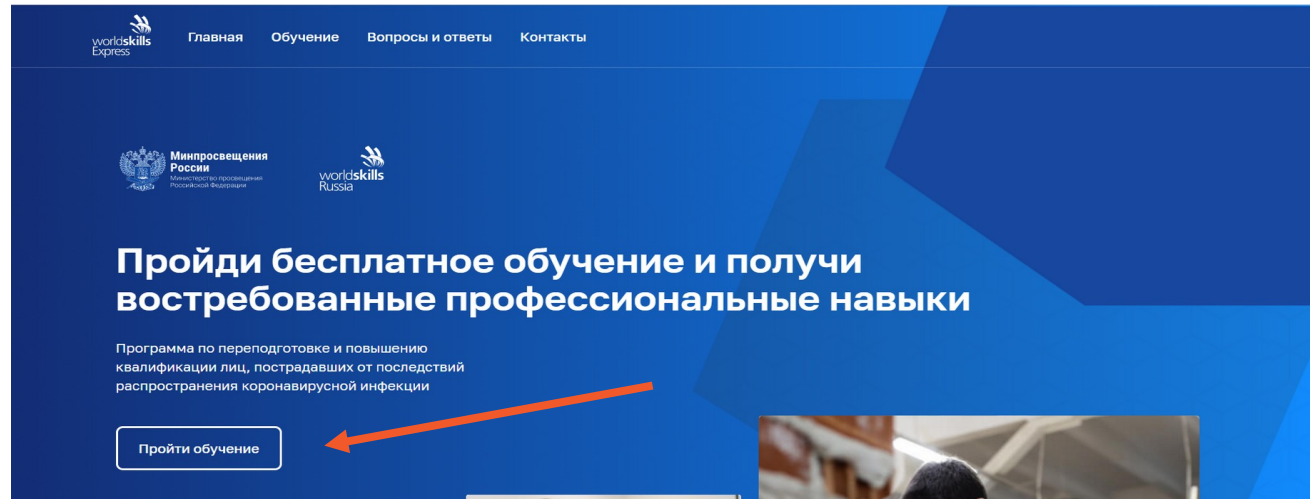 worldskills
Express
Главная Обучение Вопросы и ответы Контакты
Минпросвещения
России
Министерство просвещения
Российской Федерации
worldskills
Russia
Пройди бесплатное обучение и получи
востребованные профессиональные навыки
Программа по переподготовке и повышению
квалификации лиц, пострадавших от последствий
распространения коронавирусной инфекции
Пройти обучение